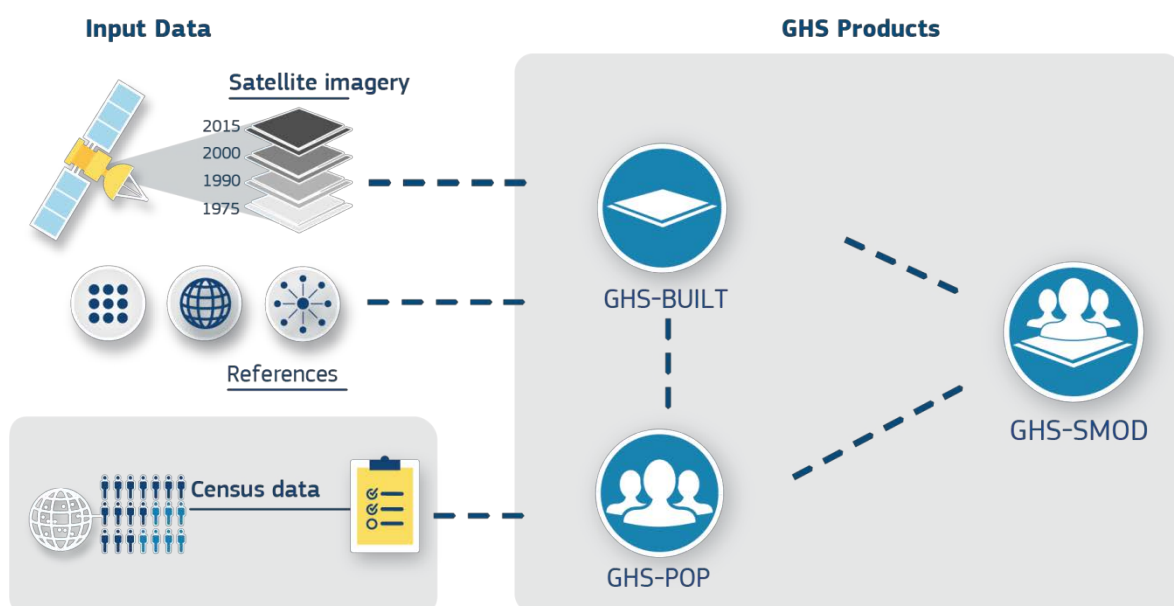 Input Data
GHS Products
Satellite imagery
2015
2000
1990
1975
References
Census data
GHS-BUILT
GHS-POP
GHS-SMOD